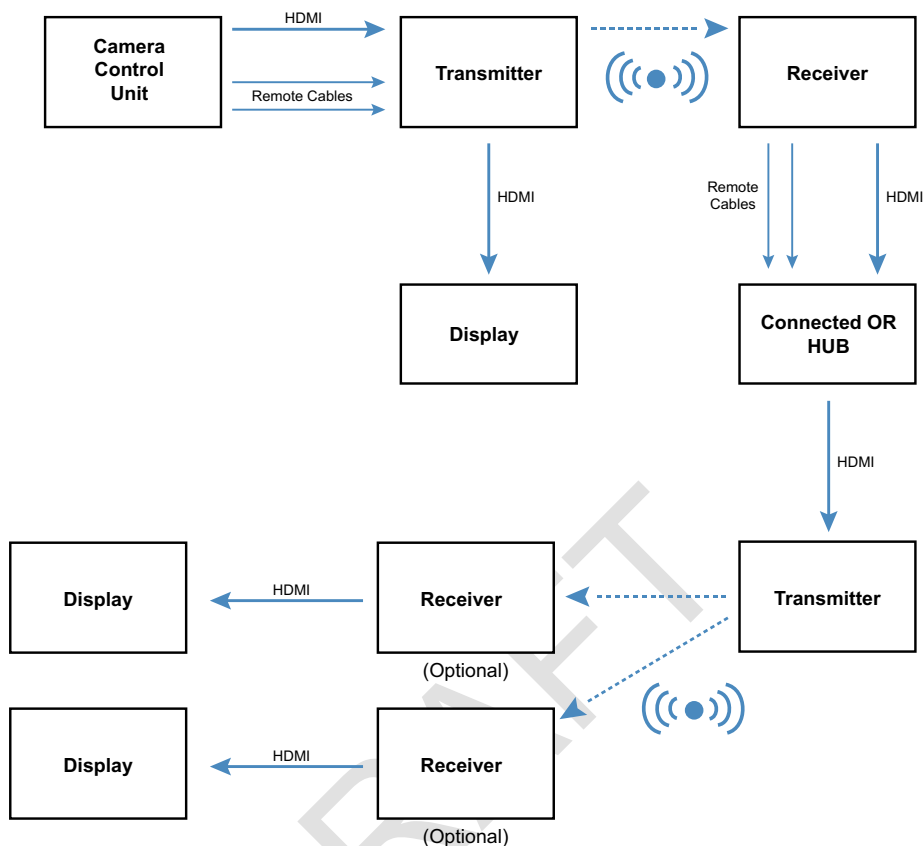 HDMI
Camera
Control
Unit
Transmitter
Receiver
Remote Cables
HDMI
Remote
Cables
HDMI
Display
Connected OR
HUB
HDMI
Display
HDMI
Receiver
Transmitter
(Optional)
Display
HDMI
Receiver
(Optional)
RAFT